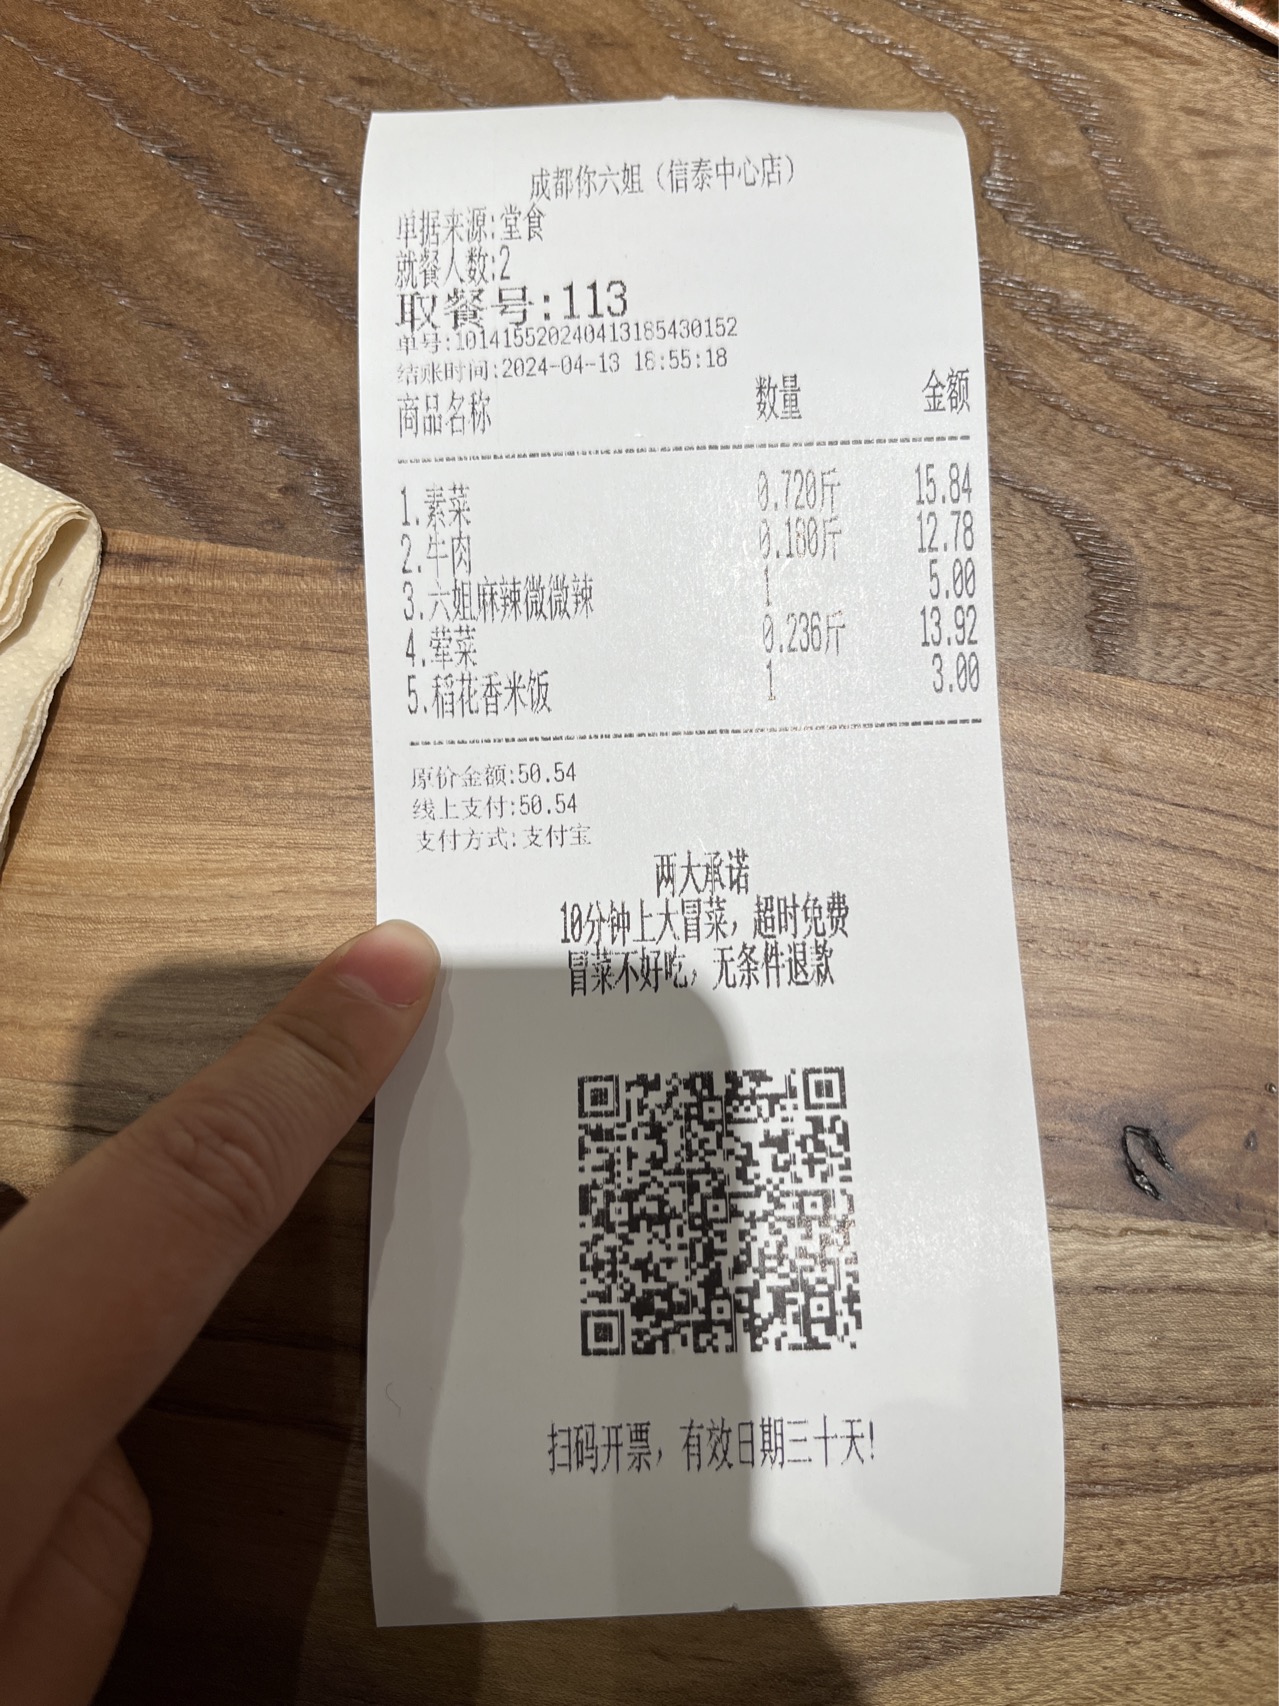 成都你六姐（信泰中心店）
单据来源:堂食
就餐人数:2
取餐号:113
单号:10141552024041318543​0152
结账时间:2024-04-13 18:55:18
商品名称 数量 金额
1.素菜 0.720斤 15.84
2.牛肉 0.180斤 12.78
3.六姐麻辣微微辣 1 5.00
4.荤菜 0.236斤 13.92
5.稻花香米饭 1 3.00
原价金额:50.54
线上支付:50.54
支付方式:支付宝
两大承诺
10分钟上大冒菜，超时免费
冒菜不好吃，无条件退款
扫码开票，有效日期三十天！